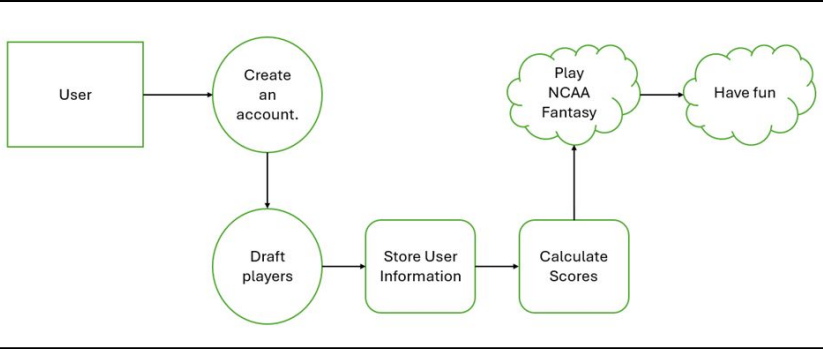 User
Create
an
account.
Play
NCAA
Fantasy
Have fun
Draft
players
Store User
Information
Calculate
Scores